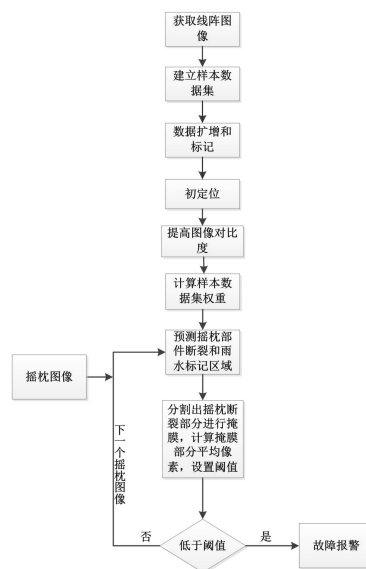 获取线阵图
像
建立样本数
据集
数据扩增和
标记
初定位
提高图像对比
度
计算样本数
据集权重
预测摇枕部
件断裂和雨
水标记区域
摇枕图像
分割出摇枕断
裂部分进行掩
膜，计算掩膜
部分平均像
素，设置阈值
下一个摇枕图像
否
低于阈值
是
故障报警